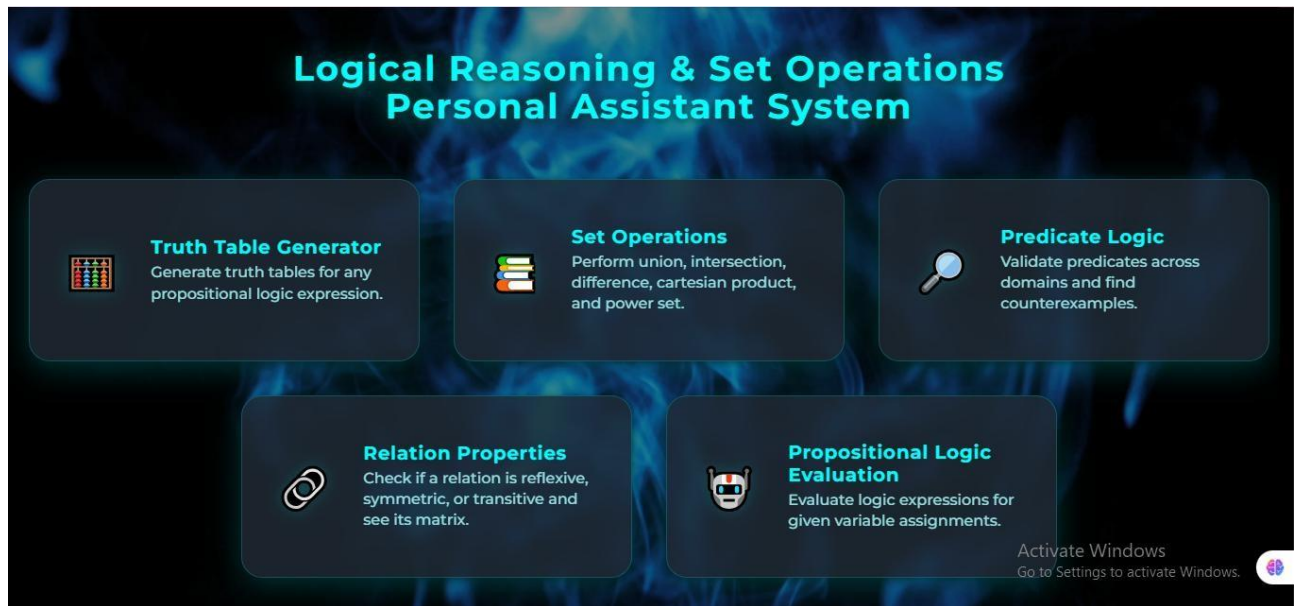 Logical Reasoning & Set Operations
Personal Assistant System
Truth Table Generator
Generate truth tables for any
propositional logic expression.
Set Operations
Perform union, intersection,
difference, cartesian product,
and power set.
Predicate Logic
Validate predicates across
domains and find
counterexamples.
Relation Properties
Check if a relation is reflexive,
symmetric, or transitive and
see its matrix.
Propositional Logic
Evaluation
Evaluate logic expressions for
given variable assignments.
Activate Windows
Go to Settings to activate Windows.